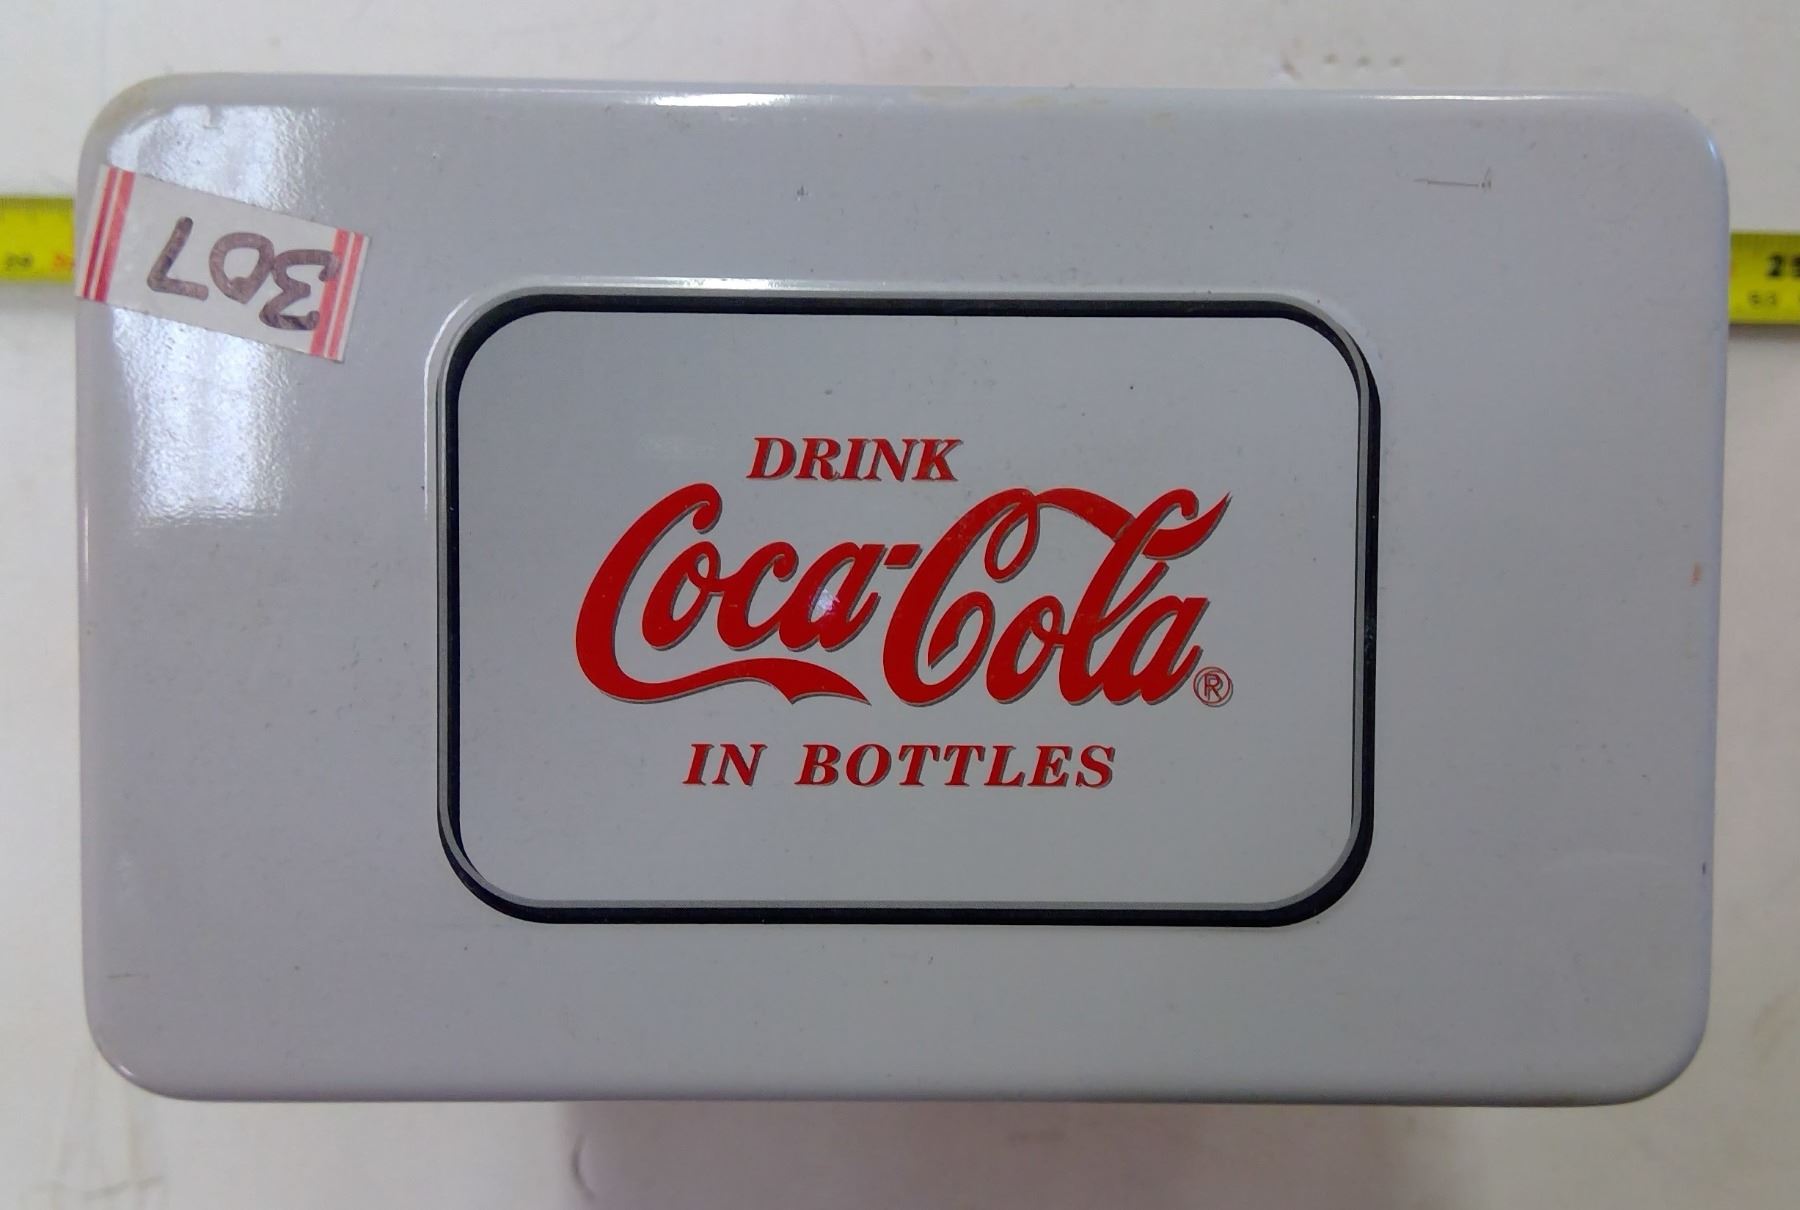 307
DRINK
Coca-Cola®
IN BOTTLES